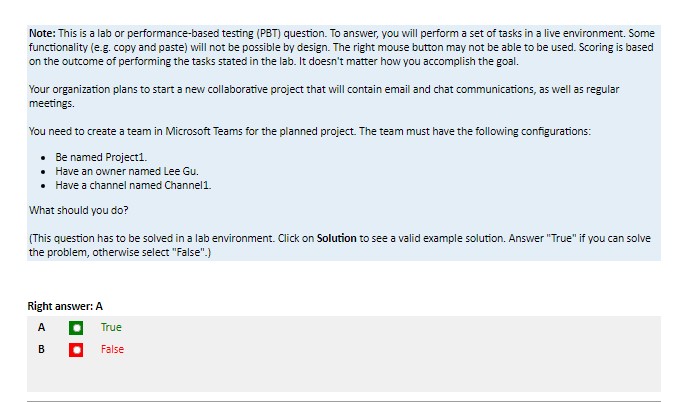 Note: This is a lab or performance-based testing (PBT) question. To answer, you will perform a set of tasks in a live environment. Some
functionality (e.g. copy and paste) will not be possible by design. The right mouse button may not be able to be used. Scoring is based
on the outcome of performing the tasks stated in the lab. It doesn't matter how you accomplish the goal.
Your organization plans to start a new collaborative project that will contain email and chat communications, as well as regular
meetings.
You need to create a team in Microsoft Teams for the planned project. The team must have the following configurations:
• Be named Project1.
• Have an owner named Lee Gu.
• Have a channel named Channel1.
What should you do?
(This question has to be solved in a lab environment. Click on Solution to see a valid example solution. Answer "True" if you can solve
the problem, otherwise select "False".)
Right answer: A
A True
B False